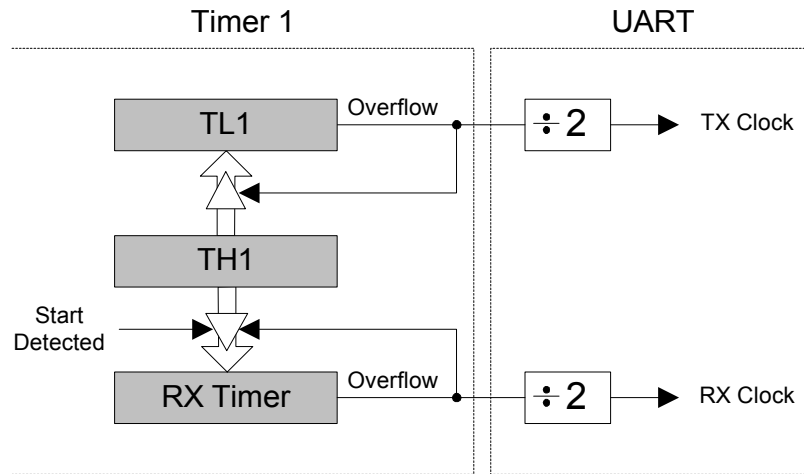 Timer 1
UART
TL1
Overflow
÷ 2
TX Clock
TH1
Start
Detected
RX Timer
Overflow
÷ 2
RX Clock